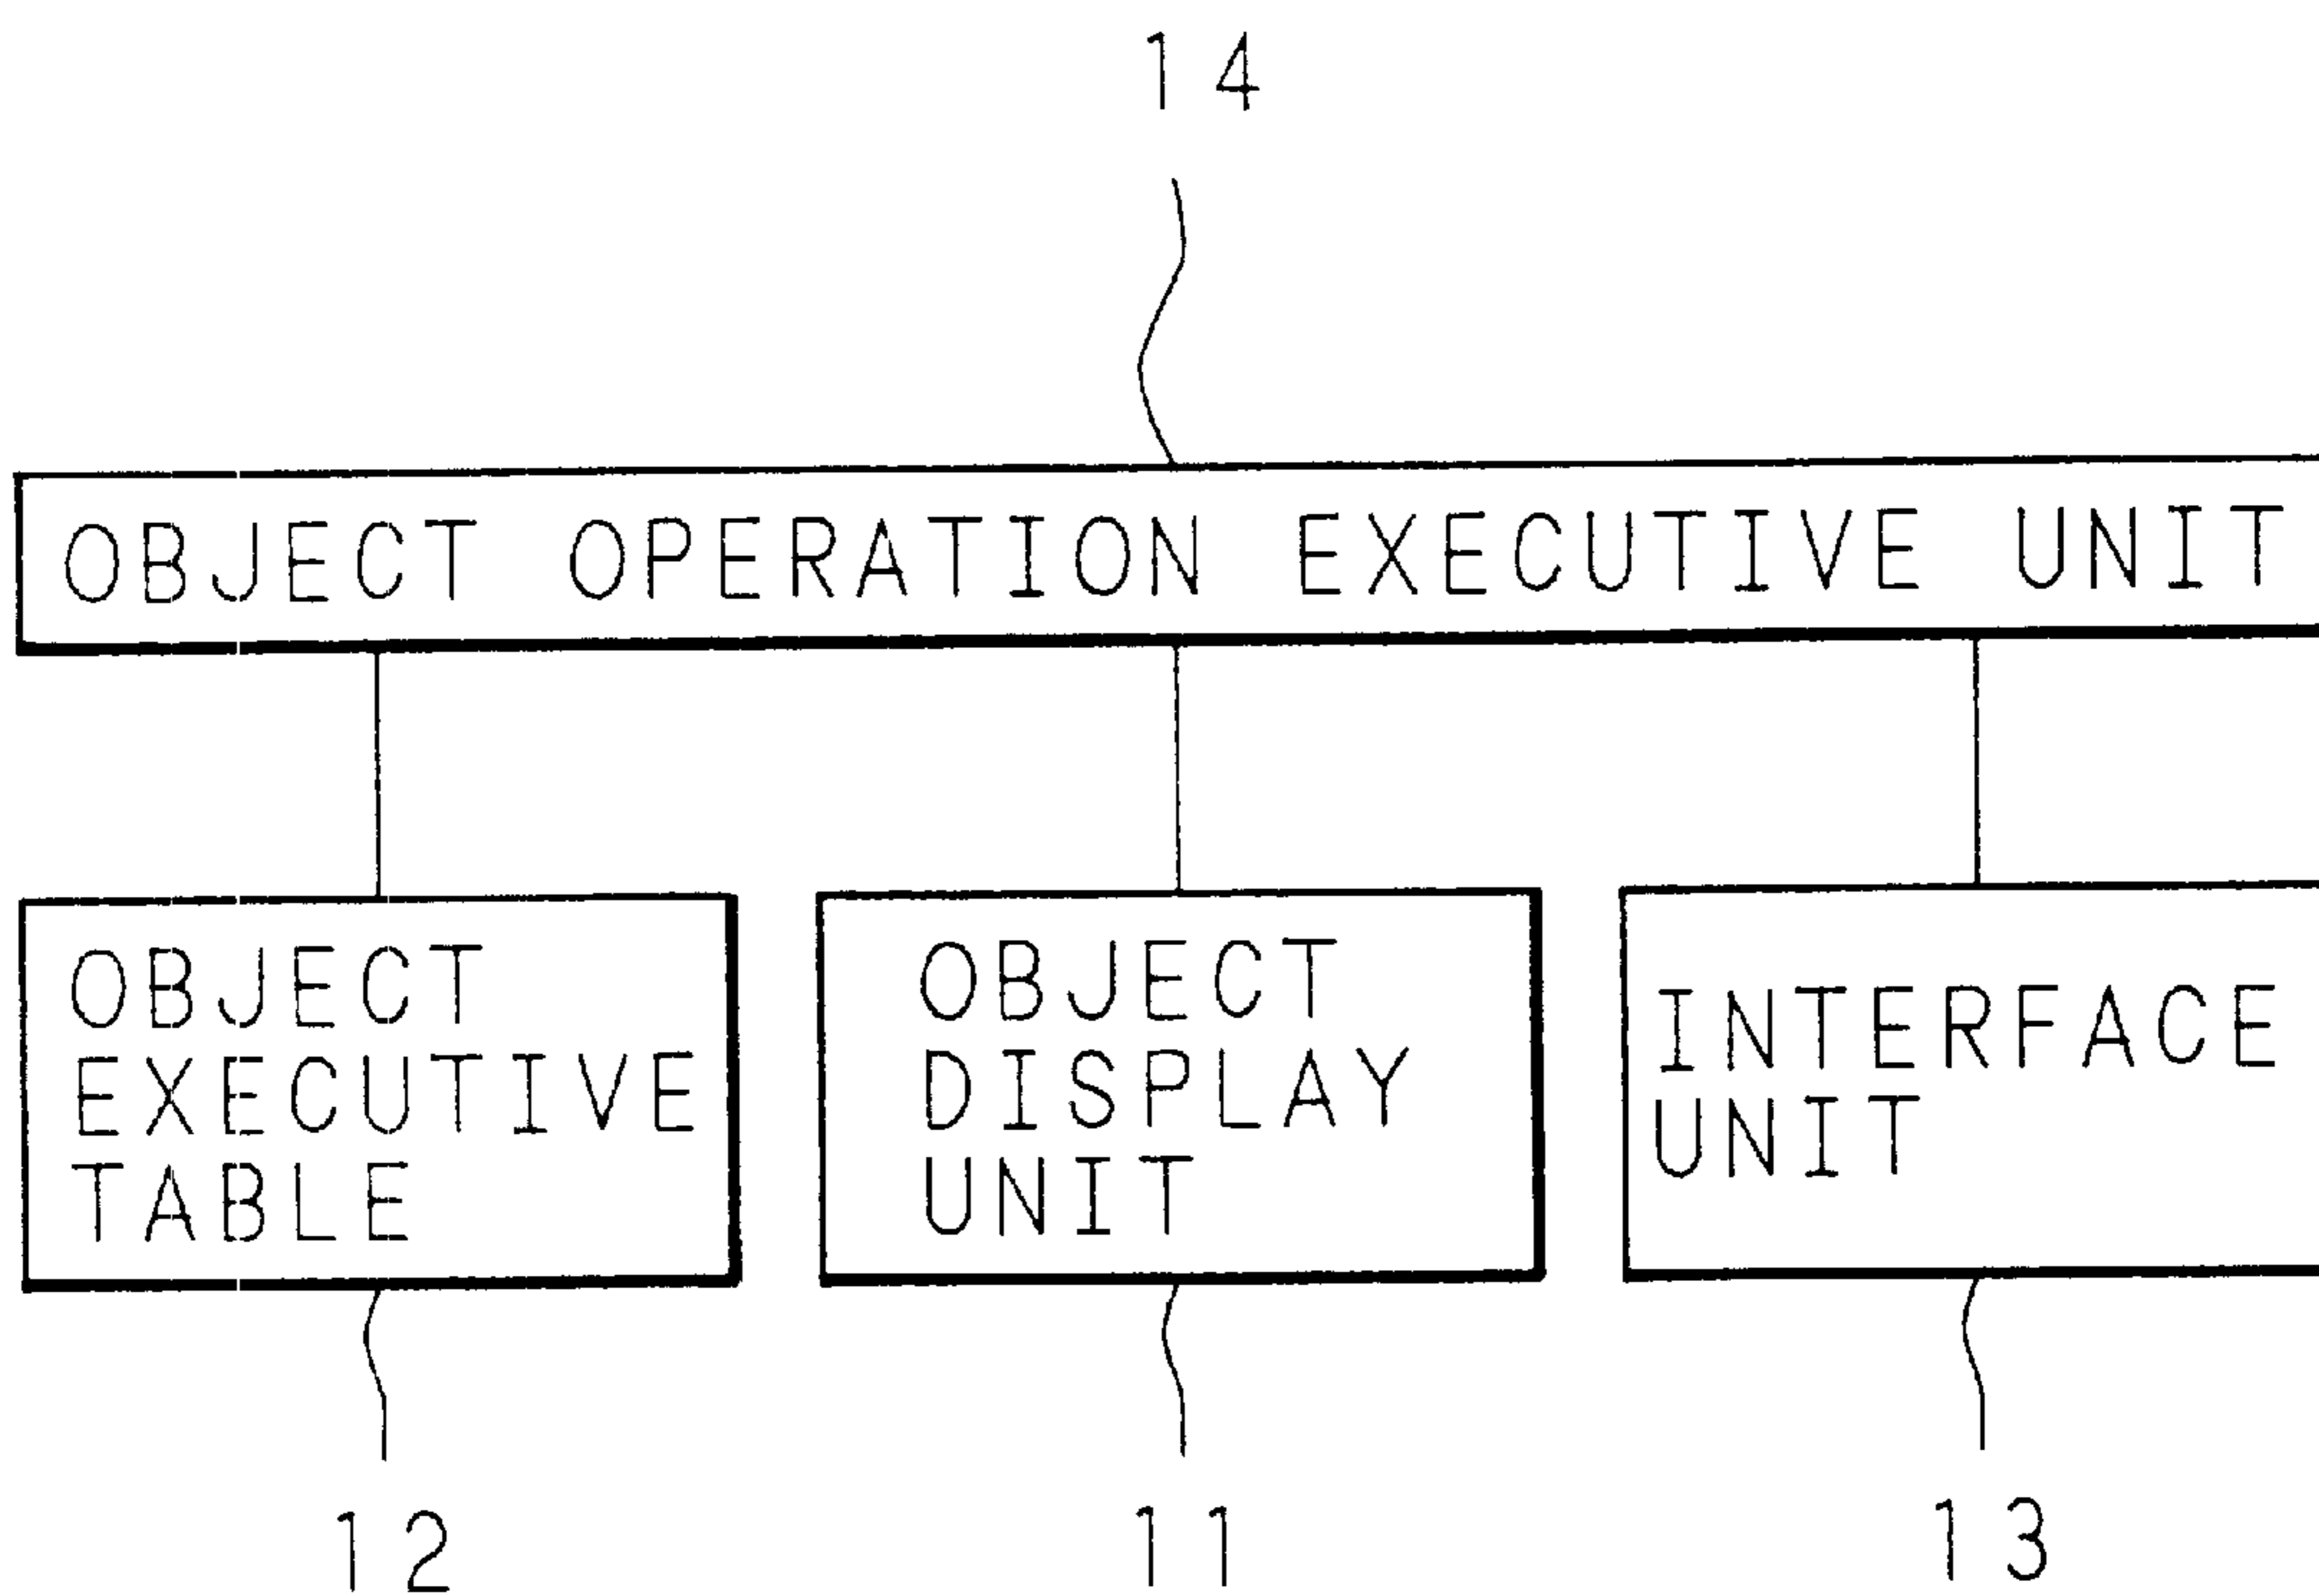 14
OBJECT OPERATION EXECUTIVE UNIT
OBJECT
EXECUTIVE
TABLE
OBJECT
DISPLAY
UNIT
INTERFACE
UNIT
12
11
13